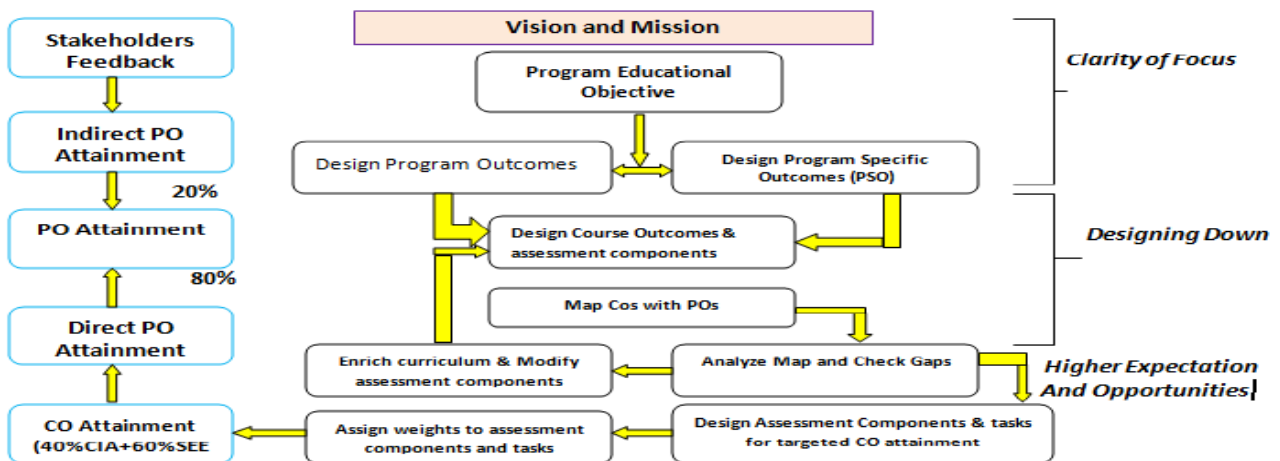 Stakeholders
Feedback
Indirect PO
Attainment
20%
PO Attainment
80%
Direct PO
Attainment
CO Attainment
(40%CIA+60%SEE
Vision and Mission
Program Educational
Objective
Design Program Outcomes
Design Program Specific
Outcomes (PSO)
Design Course Outcomes &
assessment components
Map Cos with POs
Enrich curriculum & Modify
assessment components
Analyze Map and Check Gaps
Assign weights to assessment
components and tasks
Design Assessment Components & tasks
for targeted CO attainment
Clarity of Focus
Designing Down
Higher Expectation
And Opportunities,